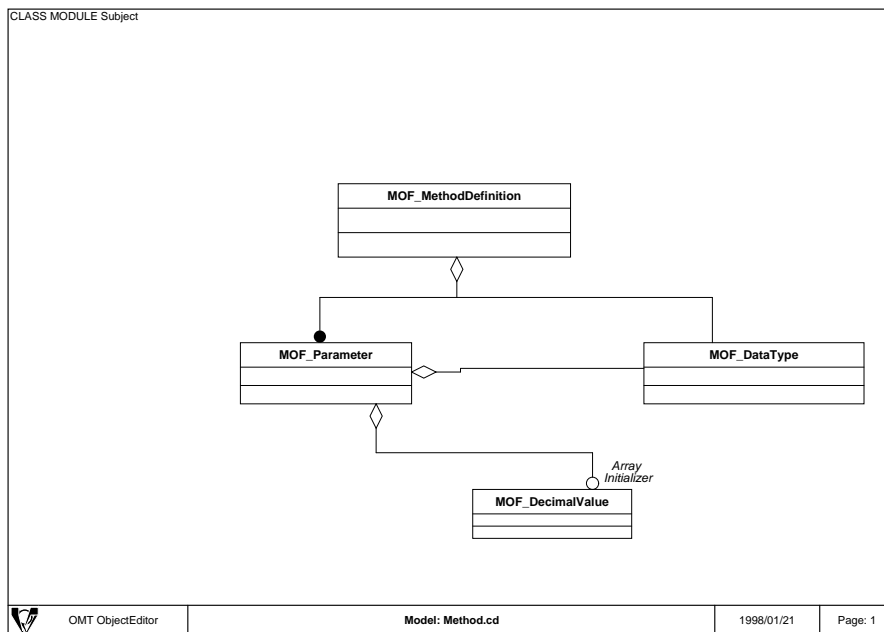 CLASS MODULE Subject
MOF_MethodDefinition
MOF_Parameter
MOF_DataType
Array
Initializer
MOF_DecimalValue
OMT ObjectEditor
Model: Method.cd
1998/01/21
Page: 1